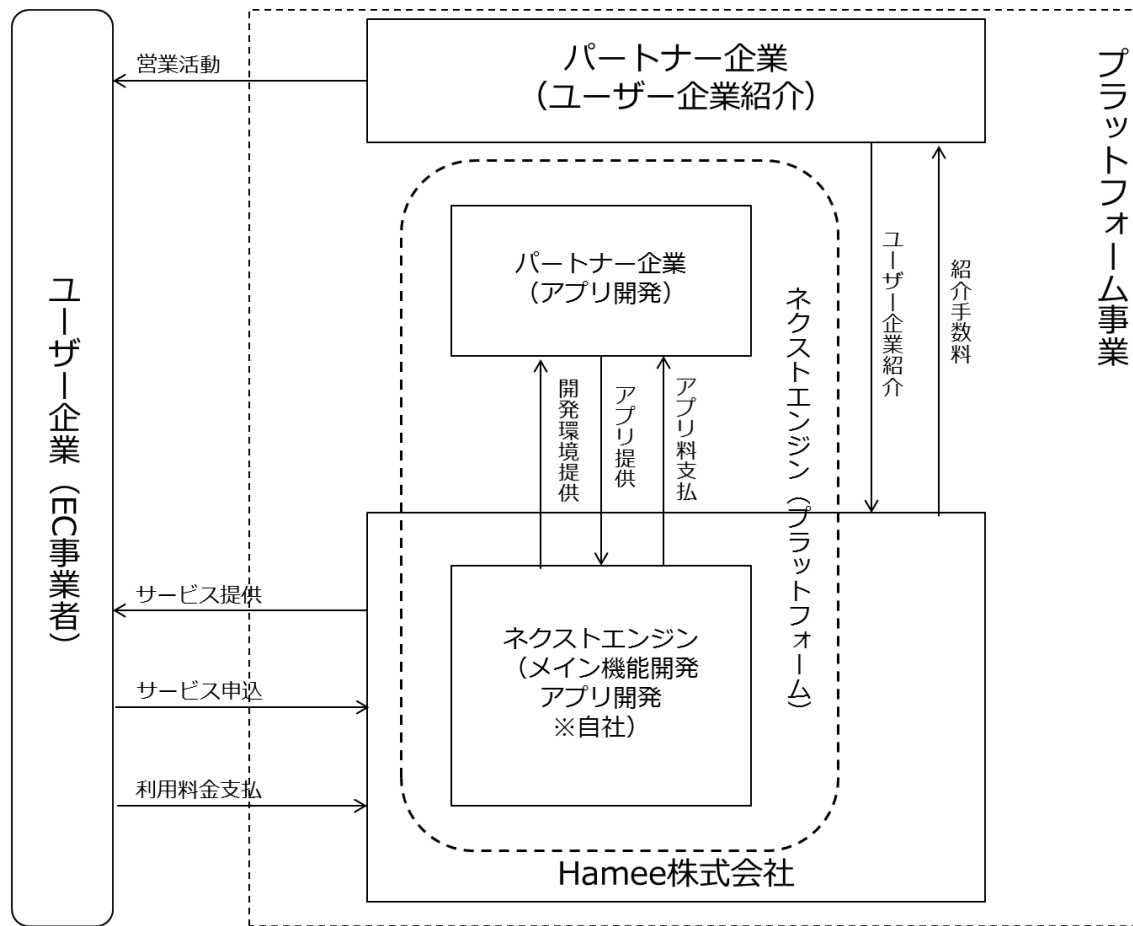 パートナー企業
（ユーザー企業紹介）
プラットフォーム事業
営業活動
パートナー企業
（アプリ開発）
ユーザー企業紹介
紹介手数料
ユーザー企業（EC事業者）
ネクストエンジン（プラットフォーム）
開発環境提供
アプリ提供
アプリ料支払
サービス提供
ネクストエンジン
（メイン機能開発
アプリ開発
※自社）
サービス申込
利用料金支払
Hamee株式会社